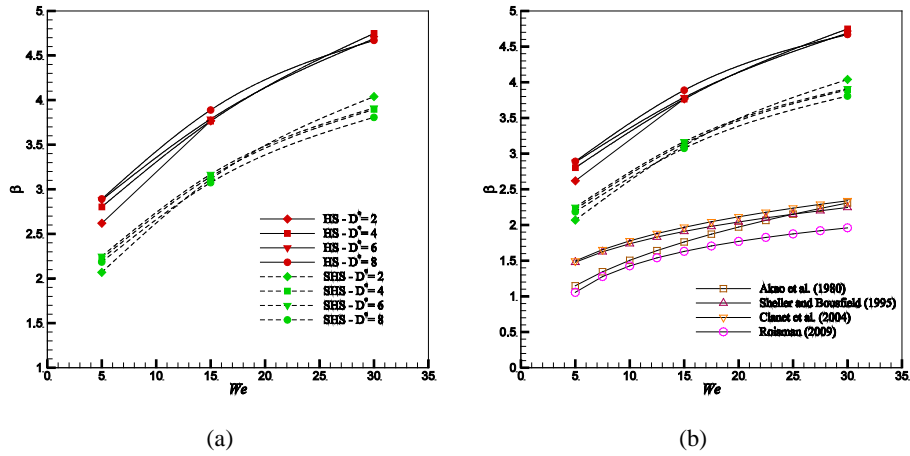 5.
4.5
4.
3.5
3.
2.5
2.
1.5
1
β
0.
5.
10.
15.
20.
25.
30.
35.
We
HS - D*= 2
HS - D*= 4
HS - D*= 6
HS - D*= 8
SHS - D*= 2
SHS - D*= 4
SHS - D*= 6
SHS - D*= 8
(a)
5.
4.5
4.
3.5
3.
2.5
2.
1.5
1.
0.5
0.
β
0.
5.
10.
15.
20.
25.
30.
35.
We
Akao et al. (1980)
Sheller and Bousfield (1995)
Clanet et al. (2004)
Roisman (2009)
(b)